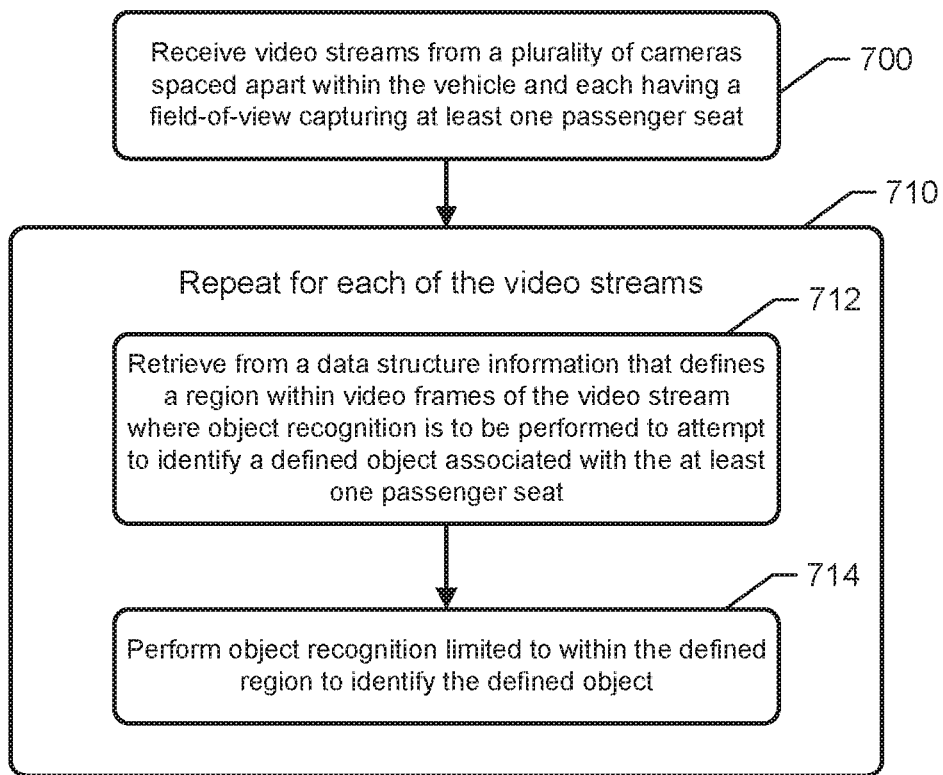 Receive video streams from a plurality of cameras
spaced apart within the vehicle and each having a
field-of-view capturing at least one passenger seat
700
710
Repeat for each of the video streams
712
Retrieve from a data structure information that defines
a region within video frames of the video stream
where object recognition is to be performed to attempt
to identify a defined object associated with the at least
one passenger seat
714
Perform object recognition limited to within the defined
region to identify the defined object